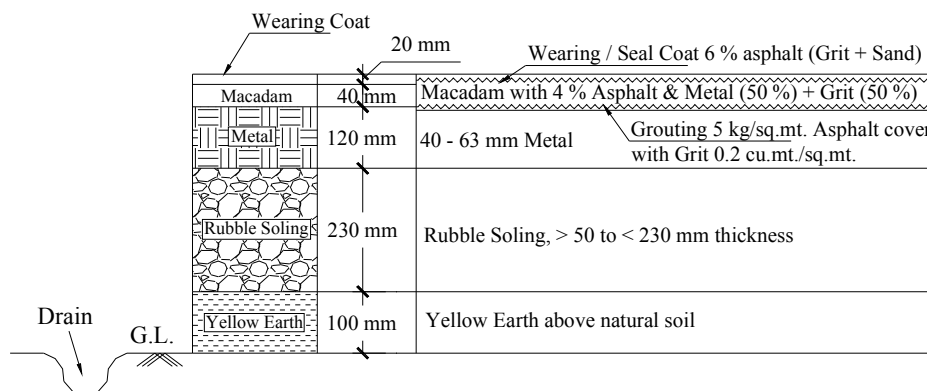 Wearing Coat
20 mm
Wearing / Seal Coat 6 % asphalt (Grit + Sand)
Macadam
40 mm
Macadam with 4 % Asphalt & Metal (50 %) + Grit (50 %)
Metal
120 mm
40 - 63 mm Metal
Grouting 5 kg/sq.mt. Asphalt cover
with Grit 0.2 cu.mt./sq.mt.
Rubble Soling
230 mm
Rubble Soling, > 50 to < 230 mm thickness
Drain
G.L.
Yellow Earth
100 mm
Yellow Earth above natural soil